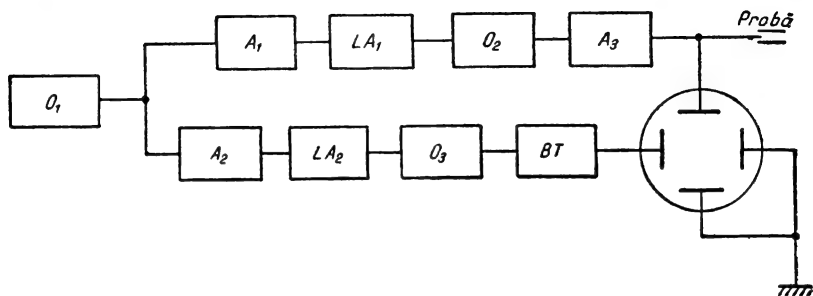 Probă
A₁ LA₁ O₂ A₃
O₁
A₂ LA₂ O₃ BT